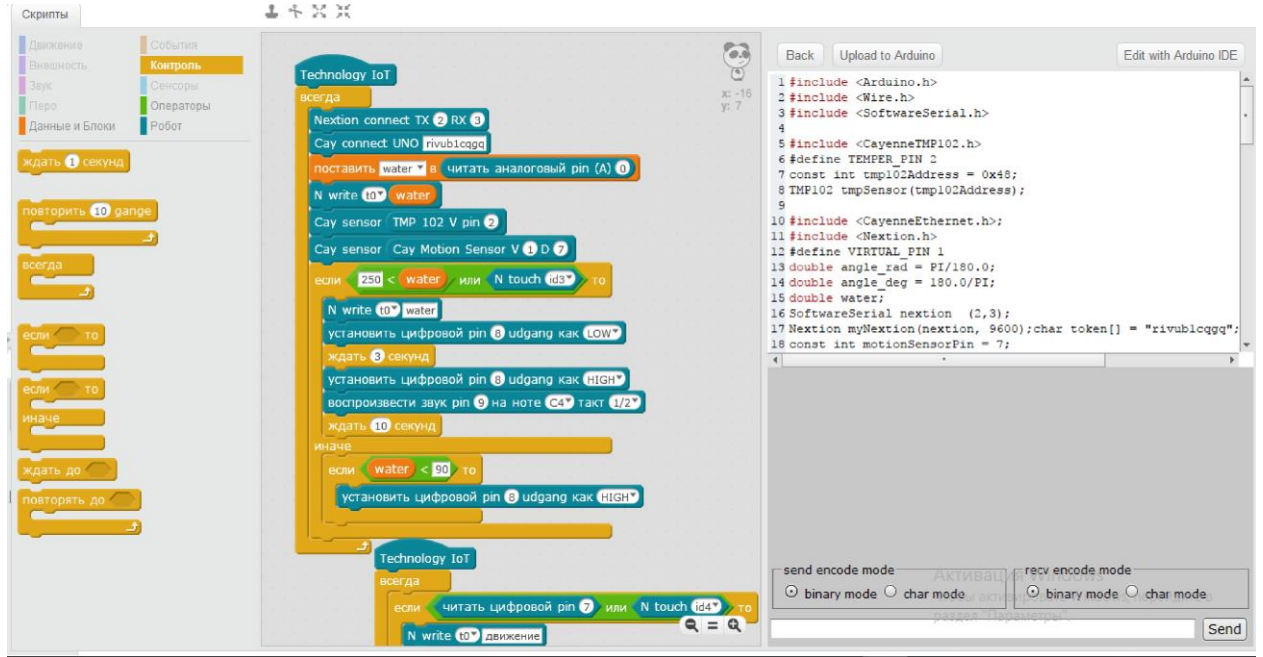 Скрипты
Движение
События
Внешность
Контроль
Звук
Сенсоры
Перо
Операторы
Данные и Блоки
Робот
ждать 1 секунд
повторить 10 gange
всегда
если то
если то
иначе
ждать до
повторять до
x: -16
y: 7
Technology IoT
всегда
Nextion connect TX 2 RX 3
Cay connect UNO rivub1cqgq
поставить water в читать аналоговый pin (A) 0
N write t0 water
Cay sensor TMP 102 V pin 2
Cay sensor Cay Motion Sensor V 1 D 7
если 250 < water или N touch id3 то
N write t0 water
установить цифровой pin 8 udgang как LOW
ждать 3 секунд
установить цифровой pin 8 udgang как HIGH
воспроизвести звук pin 9 на ноте C4 такт 1/2
ждать 10 секунд
иначе
если water < 90 то
установить цифровой pin 8 udgang как HIGH
Technology IoT
всегда
если читать цифровой pin 7 или N touch id4 то
N write t0 движение
Back
Upload to Arduino
Edit with Arduino IDE
1 #include <Arduino.h>
2 #include <Wire.h>
3 #include <SoftwareSerial.h>
4
5 #include <CayenneTMP102.h>
6 #define TEMPER_PIN 2
7 const int tmp102Address = 0x48;
8 TMP102 tmpSensor(tmp102Address);
9
10 #include <CayenneEthernet.h>;
11 #include <Nextion.h>
12 #define VIRTUAL_PIN 1
13 double angle_rad = PI/180.0;
14 double angle_deg = 180.0/PI;
15 double water;
16 SoftwareSerial nextion (2,3);
17 Nextion myNextion(nextion, 9600);char token[] = "rivub1cqgq";
18 const int motionSensorPin = 7;
send encode mode
binary mode char mode
recv encode mode
binary mode char mode
Активация Windows
раздел "Параметры".
Send